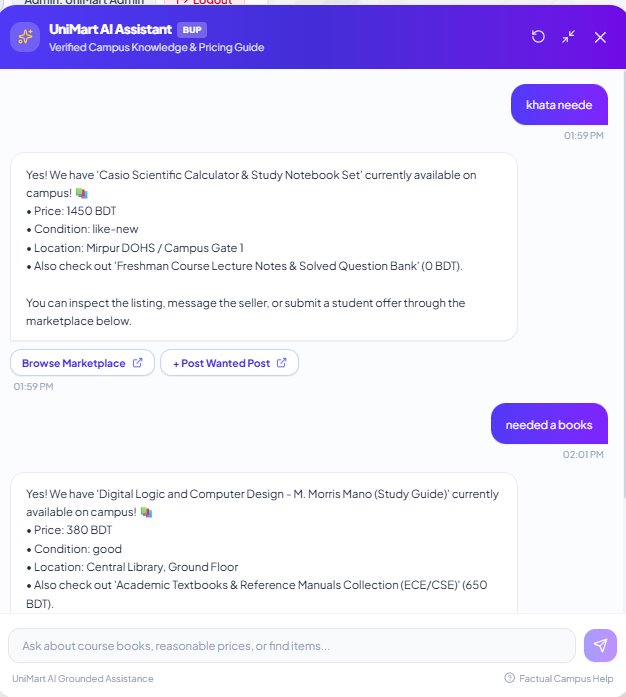 Admin: UniMart Admin
Logout
UniMart AI Assistant BUP
Verified Campus Knowledge & Pricing Guide
khata neede
01:59 PM
Yes! We have 'Casio Scientific Calculator & Study Notebook Set' currently available on
campus! 📚
• Price: 1450 BDT
• Condition: like-new
• Location: Mirpur DOHS / Campus Gate 1
• Also check out 'Freshman Course Lecture Notes & Solved Question Bank' (0 BDT).
You can inspect the listing, message the seller, or submit a student offer through the
marketplace below.
Browse Marketplace + Post Wanted Post
01:59 PM
needed a books
02:01 PM
Yes! We have 'Digital Logic and Computer Design - M. Morris Mano (Study Guide)' currently
available on campus! 📚
• Price: 380 BDT
• Condition: good
• Location: Central Library, Ground Floor
• Also check out 'Academic Textbooks & Reference Manuals Collection (ECE/CSE)' (650
BDT).
Ask about course books, reasonable prices, or find items...
UniMart AI Grounded Assistance Factual Campus Help